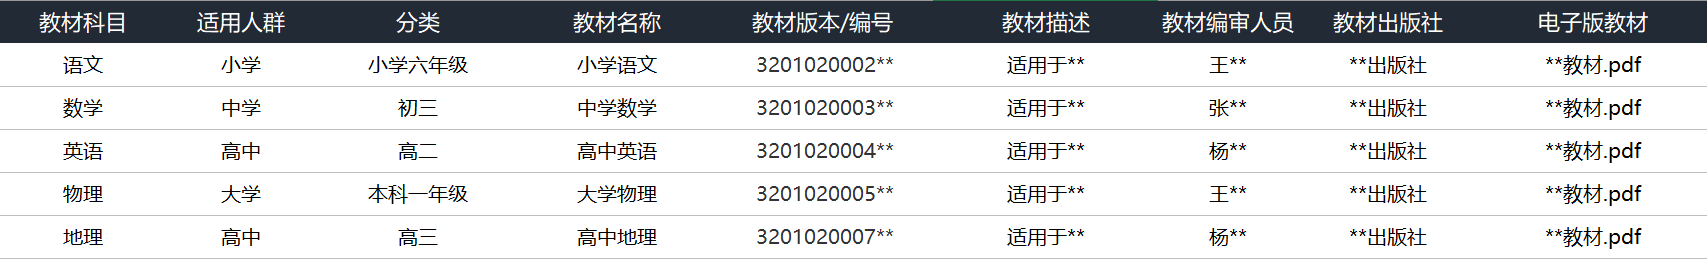 教材科目 适用人群 分类 教材名称 教材版本/编号 教材描述 教材编审人员 教材出版社 电子版教材
语文 小学 小学六年级 小学语文 3201020002** 适用于** 王** **出版社 **教材.pdf
数学 中学 初三 中学数学 3201020003** 适用于** 张** **出版社 **教材.pdf
英语 高中 高二 高中英语 3201020004** 适用于** 杨** **出版社 **教材.pdf
物理 大学 本科一年级 大学物理 3201020005** 适用于** 王** **出版社 **教材.pdf
地理 高中 高三 高中地理 3201020007** 适用于** 杨** **出版社 **教材.pdf